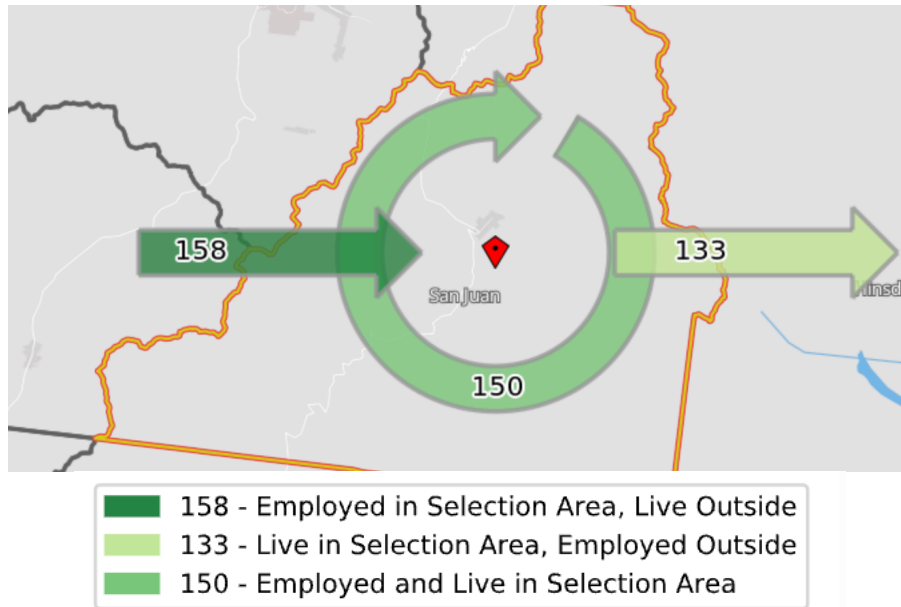 158
133
San Juan
150
158 - Employed in Selection Area, Live Outside
133 - Live in Selection Area, Employed Outside
150 - Employed and Live in Selection Area